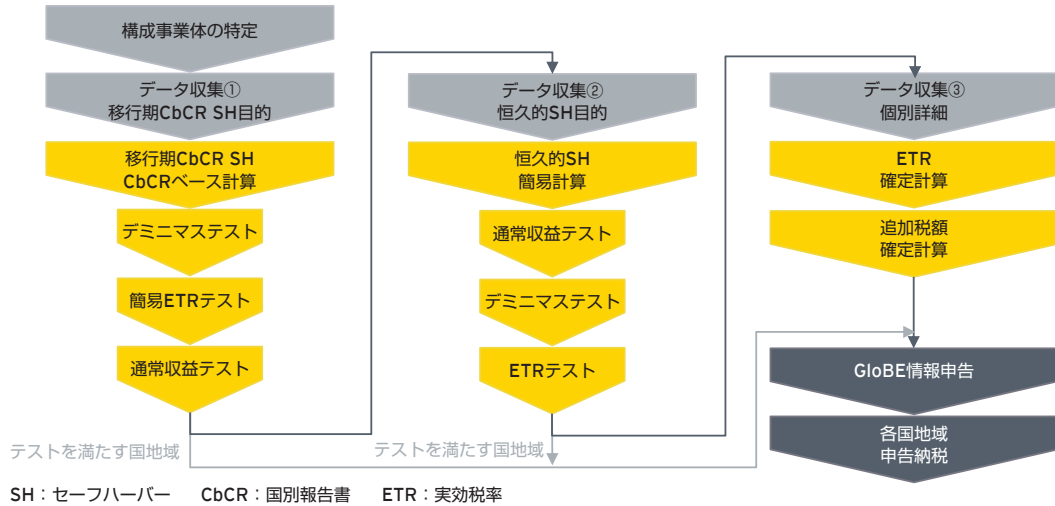 構成事業体の特定
データ収集①
移行期CbCR SH目的
移行期CbCR SH
CbCRベース計算
デミニマステスト
簡易ETRテスト
通常収益テスト
テストを満たす国地域
データ収集②
恒久的SH目的
恒久的SH
簡易計算
通常収益テスト
デミニマステスト
ETRテスト
テストを満たす国地域
データ収集③
個別詳細
ETR
確定計算
追加税額
確定計算
GloBE情報申告
各国地域
申告納税
SH：セーフハーバー CbCR：国別報告書 ETR：実効税率